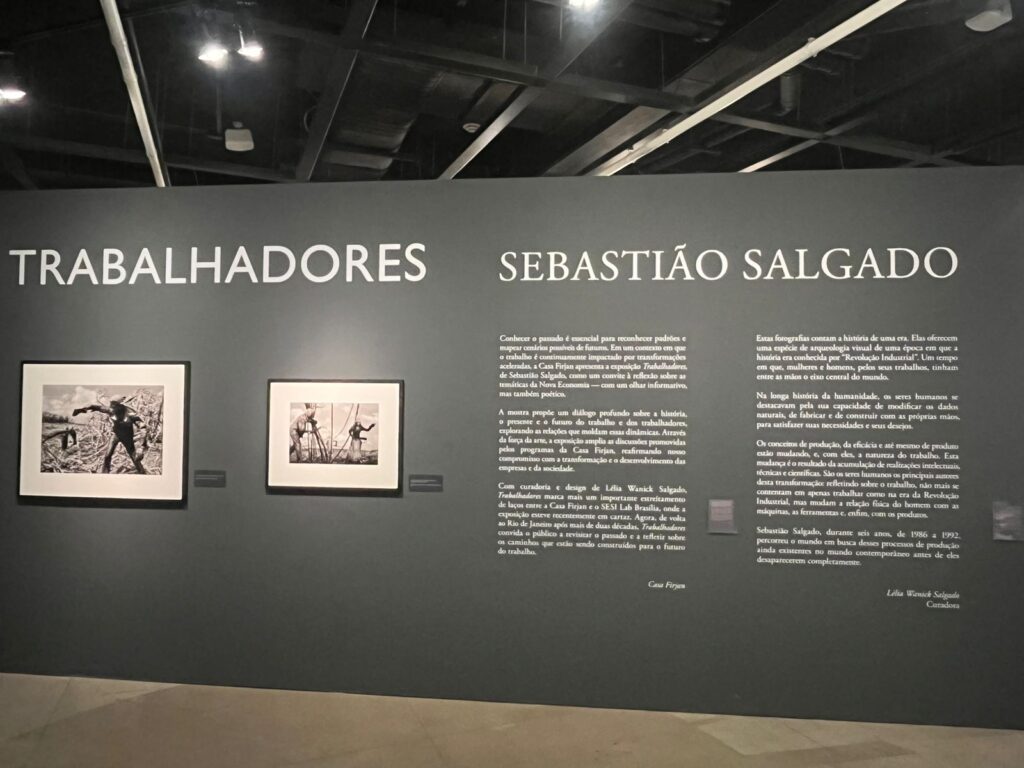 TRABALHADORES
SEBASTIÃO SALGADO
Conhecer o passado é essencial para reconhecer padrões e
mapear cenários possíveis de futuros. Em um contexto em que
o trabalho é continuamente impactado por transformações
aceleradas, a Casa Firjan apresenta a exposição Trabalhadores,
de Sebastião Salgado, como um convite à reflexão sobre as
temáticas da Nova Economia — com um olhar informativo,
mas também poético.
A mostra propõe um diálogo profundo sobre a história,
o presente e o futuro do trabalho e dos trabalhadores,
explorando as relações que moldam essas dinâmicas. Através
da força da arte, a exposição amplia as discussões promovidas
pelos programas da Casa Firjan, reafirmando nosso
compromisso com a transformação e o desenvolvimento das
empresas e da sociedade.
Com curadoria e design de Lélia Wanick Salgado,
Trabalhadores marca mais um importante estreitamento
de laços entre a Casa Firjan e o SESI Lab Brasília, onde a
exposição esteve recentemente em cartaz. Agora, de volta
ao Rio de Janeiro após mais de duas décadas, Trabalhadores
convida o público a revisitar o passado e a refletir sobre
os caminhos que estão sendo construídos para o futuro
do trabalho.
Casa Firjan
Estas fotografias contam a história de uma era. Elas oferecem
uma espécie de arqueologia visual de uma época em que a
história era conhecida por “Revolução Industrial”. Um tempo
em que, mulheres e homens, pelos seus trabalhos, tinham
entre as mãos o eixo central do mundo.
Na longa história da humanidade, os seres humanos se
destacavam pela sua capacidade de modificar os dados
naturais, de fabricar e de construir com as próprias mãos,
para satisfazer suas necessidades e seus desejos.
Os conceitos de produção, da eficácia e até mesmo de produto
estão mudando, e, com eles, a natureza do trabalho. Esta
mudança é o resultado da acumulação de realizações intelectuais,
técnicas e científicas. São os seres humanos os principais autores
desta transformação: refletindo sobre o trabalho, não mais se
contentam em apenas trabalhar como na era da Revolução
Industrial, mas mudam a relação física do homem com as
máquinas, as ferramentas e, enfim, com os produtos.
Sebastião Salgado, durante seis anos, de 1986 a 1992,
percorreu o mundo em busca desses processos de produção
ainda existentes no mundo contemporâneo antes de eles
desaparecerem completamente.
Lélia Wanick Salgado
Curadora